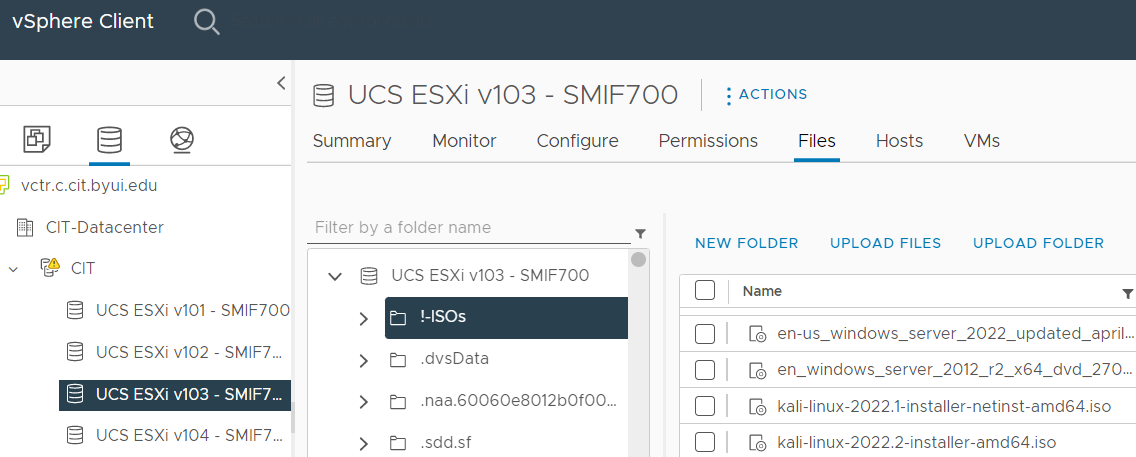 vSphere Client
UCS ESXi v103 - SMIF700
ACTIONS
Summary Monitor Configure Permissions Files Hosts VMs
vctr.c.cit.byui.edu
CIT-Datacenter
CIT
UCS ESXi v101 - SMIF700
UCS ESXi v102 - SMIF7...
UCS ESXi v103 - SMIF7...
UCS ESXi v104 - SMIF7...
Filter by a folder name
UCS ESXi v103 - SMIF700
!-ISOs
.dvsData
.naa.60060e8012b0f00...
.sdd.sf
NEW FOLDER UPLOAD FILES UPLOAD FOLDER
Name
en-us_windows_server_2022_updated_april...
en_windows_server_2012_r2_x64_dvd_270...
kali-linux-2022.1-installer-netinst-amd64.iso
kali-linux-2022.2-installer-amd64.iso